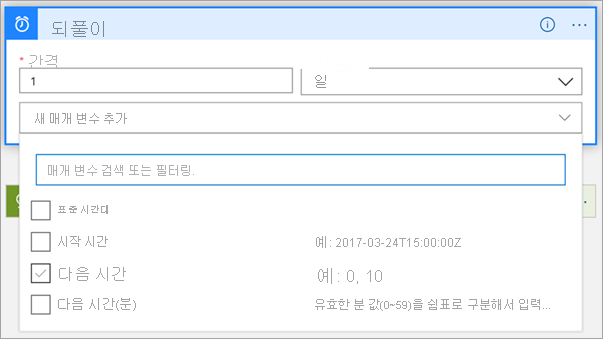 되풀이
* 간격
1
일
새 매개 변수 추가
매개 변수 검색 또는 필터링.
표준 시간대
시작 시간 예: 2017-03-24T15:00:00Z
다음 시간 예: 0, 10
다음 시간(분) 유효한 분 값(0~59)을 쉼표로 구분해서 입력...